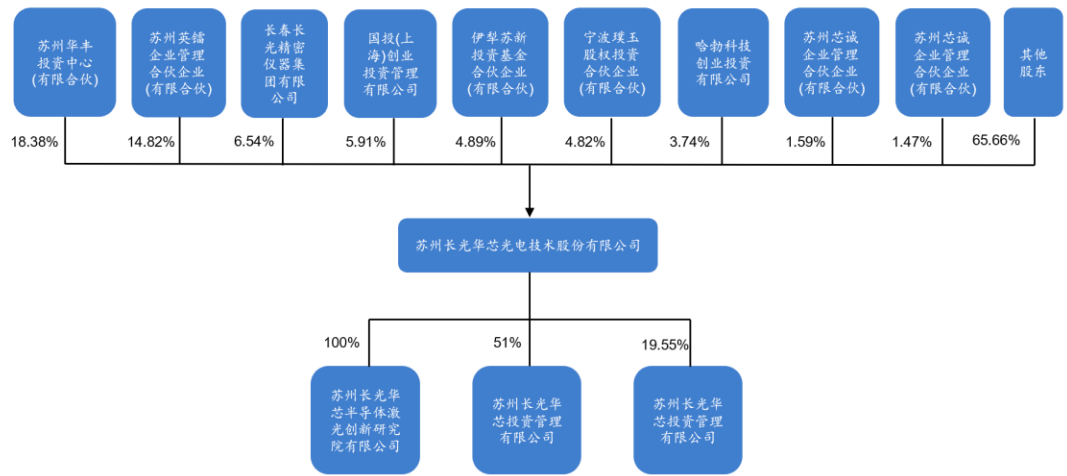 苏州华丰
投资中心
(有限合伙)
苏州英镭
企业管理
合伙企业
(有限合伙)
长春长
光精密
仪器集
团有限
公司
国投(上
海)创业
投资管理
有限公司
伊犁苏新
投资基金
合伙企业
(有限合伙)
宁波璞玉
股权投资
合伙企业
(有限合伙)
哈勃科技
创业投资
有限公司
苏州芯诚
企业管理
合伙企业
(有限合伙)
苏州芯诚
企业管理
合伙企业
(有限合伙)
其他
股东
18.38%
14.82%
6.54%
5.91%
4.89%
4.82%
3.74%
1.59%
1.47%
65.66%
苏州长光华芯光电技术股份有限公司
100%
51%
19.55%
苏州长光华
芯半导体激
光创新研究
院有限公司
苏州长光华
芯投资管理
有限公司
苏州长光华
芯投资管理
有限公司